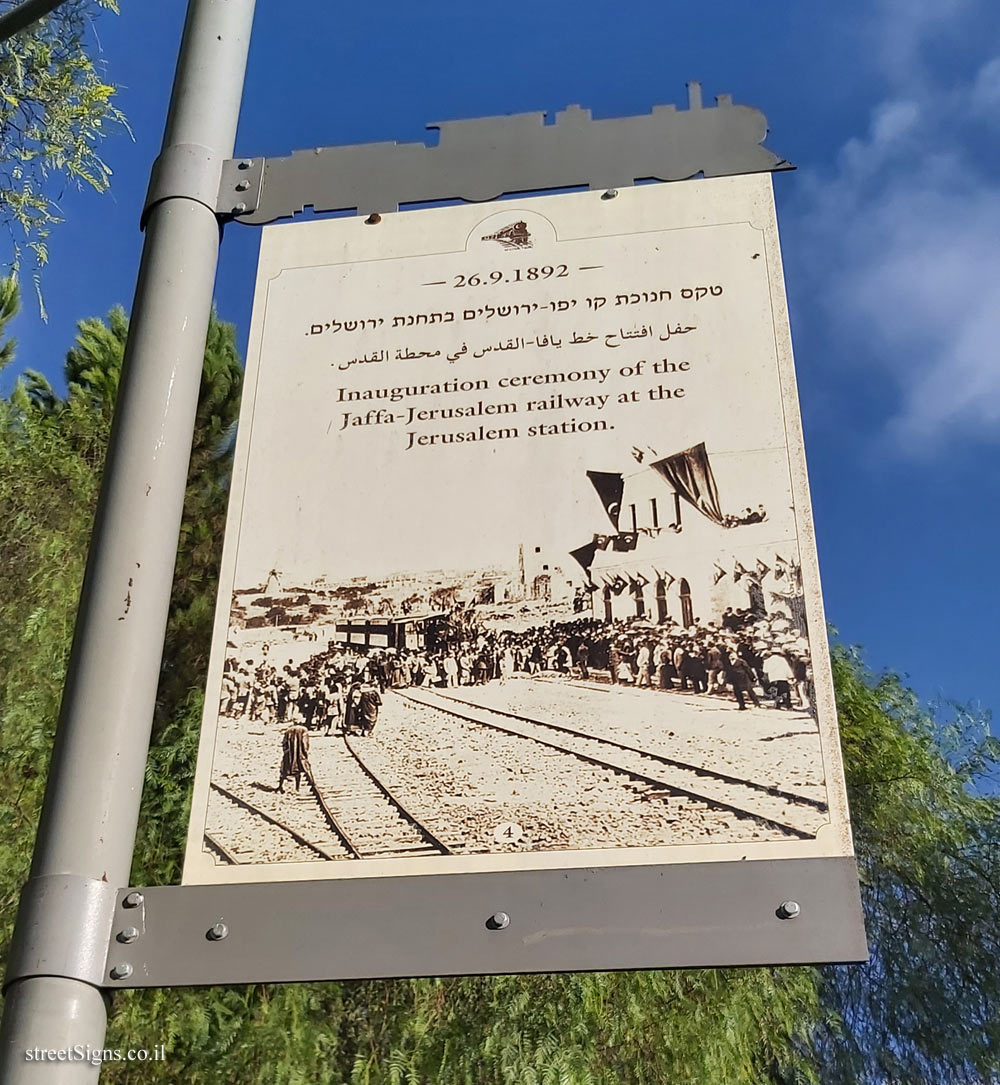 — 26.9.1892 —
טקס חנוכת קו יפו-ירושלים בתחנת ירושלים.
حفل افتتاح خط يافا-القدس في محطة القدس.
Inauguration ceremony of the
Jaffa-Jerusalem railway at the
Jerusalem station.
4
streetSigns.co.il